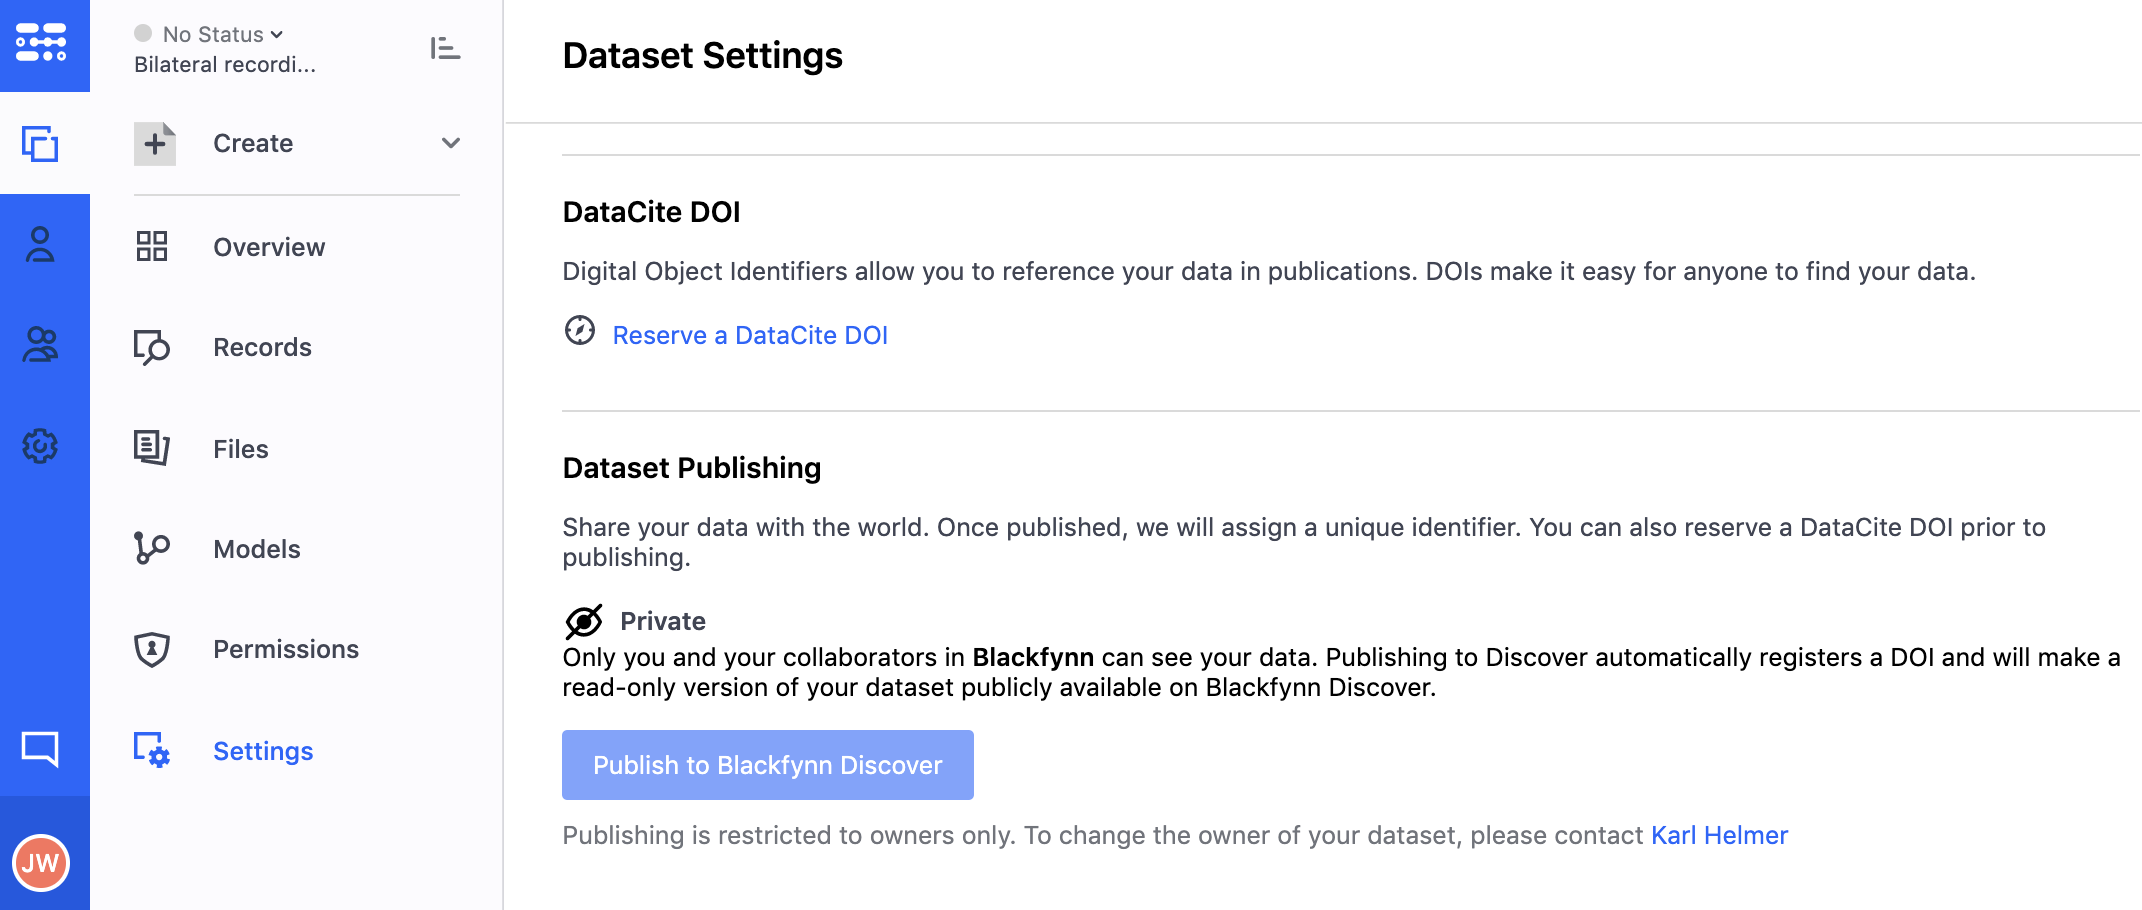 No Status
Bilateral recordi...
Create
Overview
Records
Files
Models
Permissions
Settings
JW
Dataset Settings
DataCite DOI
Digital Object Identifiers allow you to reference your data in publications. DOIs make it easy for anyone to find your data.
Reserve a DataCite DOI
Dataset Publishing
Share your data with the world. Once published, we will assign a unique identifier. You can also reserve a DataCite DOI prior to
publishing.
Private
Only you and your collaborators in Blackfynn can see your data. Publishing to Discover automatically registers a DOI and will make a
read-only version of your dataset publicly available on Blackfynn Discover.
Publish to Blackfynn Discover
Publishing is restricted to owners only. To change the owner of your dataset, please contact Karl Helmer